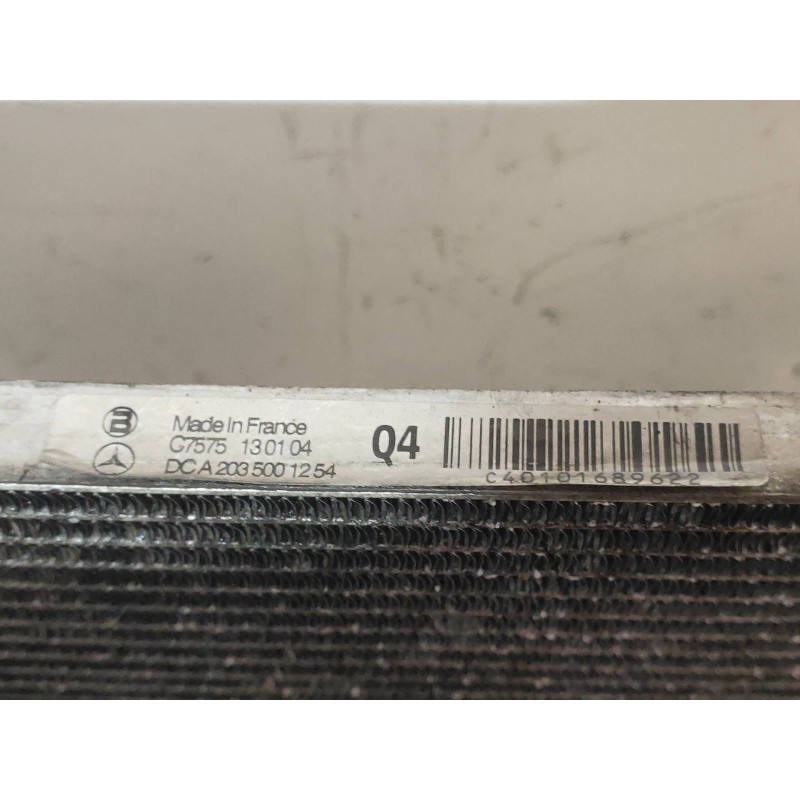 B
Made In France
C7575 13 01 04
DC A 203 500 12 54
Q4
C40101689622